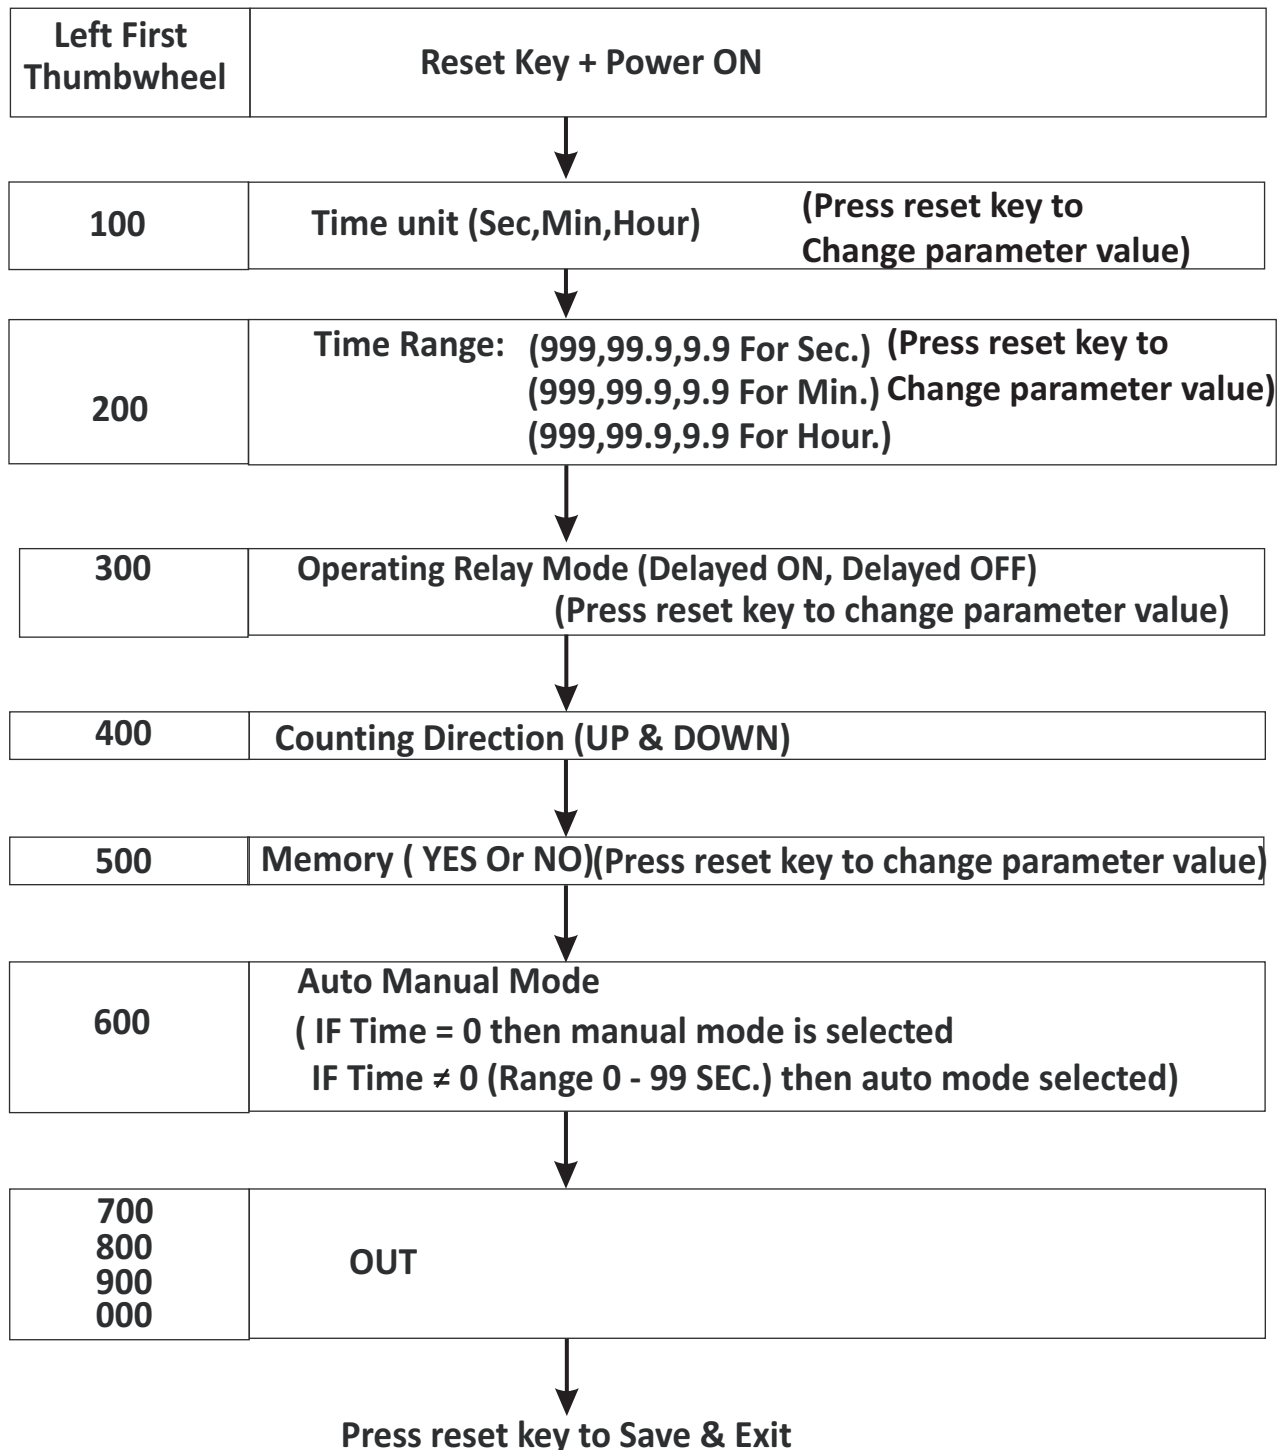 Left First
Thumbwheel
Reset Key + Power ON
100
Time unit (Sec,Min,Hour)
(Press reset key to
Change parameter value)
200
Time Range: (999,99.9,9.9 For Sec.) (Press reset key to
(999,99.9,9.9 For Min.) Change parameter value)
(999,99.9,9.9 For Hour.)
300
Operating Relay Mode (Delayed ON, Delayed OFF)
(Press reset key to change parameter value)
400
Counting Direction (UP & DOWN)
500
Memory ( YES Or NO)(Press reset key to change parameter value)
600
Auto Manual Mode
( IF Time = 0 then manual mode is selected
IF Time ≠ 0 (Range 0 - 99 SEC.) then auto mode selected)
700
800
900
000
OUT
Press reset key to Save & Exit